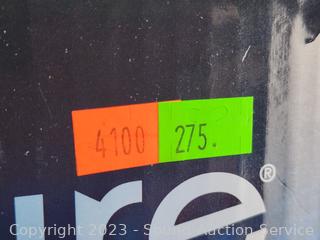 4100 275.
ure®
Copyright © 2023 - Sound Auction Service